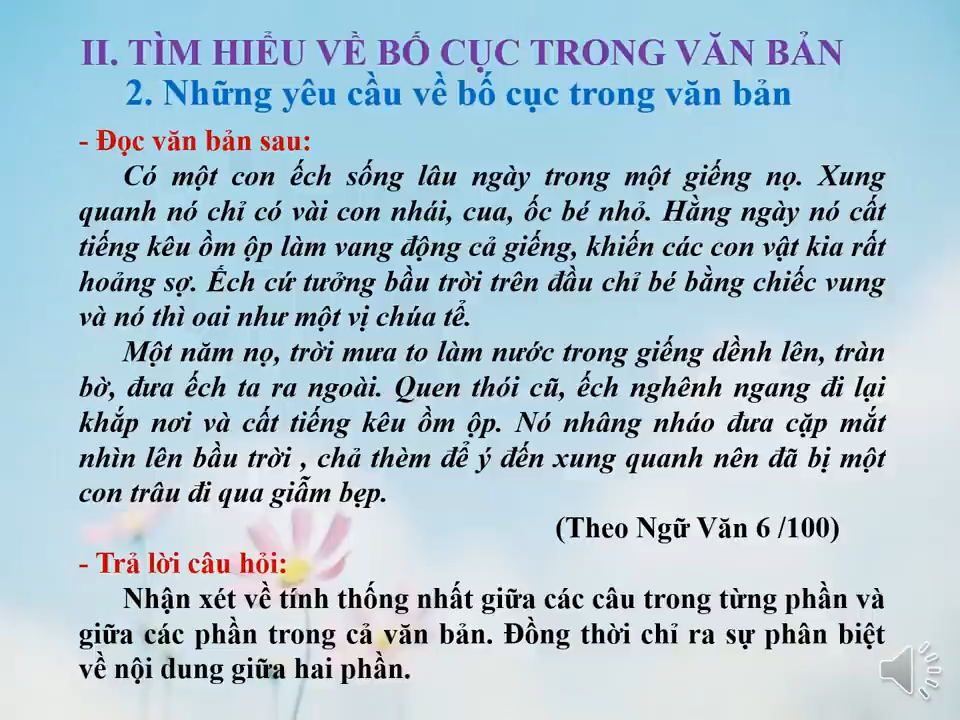 II. TÌM HIỂU VỀ BỐ CỤC TRONG VĂN BẢN
2. Những yêu cầu về bố cục trong văn bản
- Đọc văn bản sau:
Có một con ếch sống lâu ngày trong một giếng nọ. Xung
quanh nó chỉ có vài con nhái, cua, ốc bé nhỏ. Hằng ngày nó cất
tiếng kêu ồm ộp làm vang động cả giếng, khiến các con vật kia rất
hoảng sợ. Ếch cứ tưởng bầu trời trên đầu chỉ bé bằng chiếc vung
và nó thì oai như một vị chúa tể.
Một năm nọ, trời mưa to làm nước trong giếng dềnh lên, tràn
bờ, đưa ếch ta ra ngoài. Quen thói cũ, ếch nghênh ngang đi lại
khắp nơi và cất tiếng kêu ồm ộp. Nó nhâng nháo đưa cặp mắt
nhìn lên bầu trời , chả thèm để ý đến xung quanh nên đã bị một
con trâu đi qua giẫm bẹp.
(Theo Ngữ Văn 6 /100)
- Trả lời câu hỏi:
Nhận xét về tính thống nhất giữa các câu trong từng phần và
giữa các phần trong cả văn bản. Đồng thời chỉ ra sự phân biệt
về nội dung giữa hai phần.